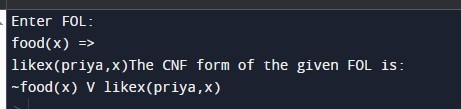 Enter FOL:
food(x) =>
likex(priya,x)The CNF form of the given FOL is:
~food(x) V likex(priya,x)